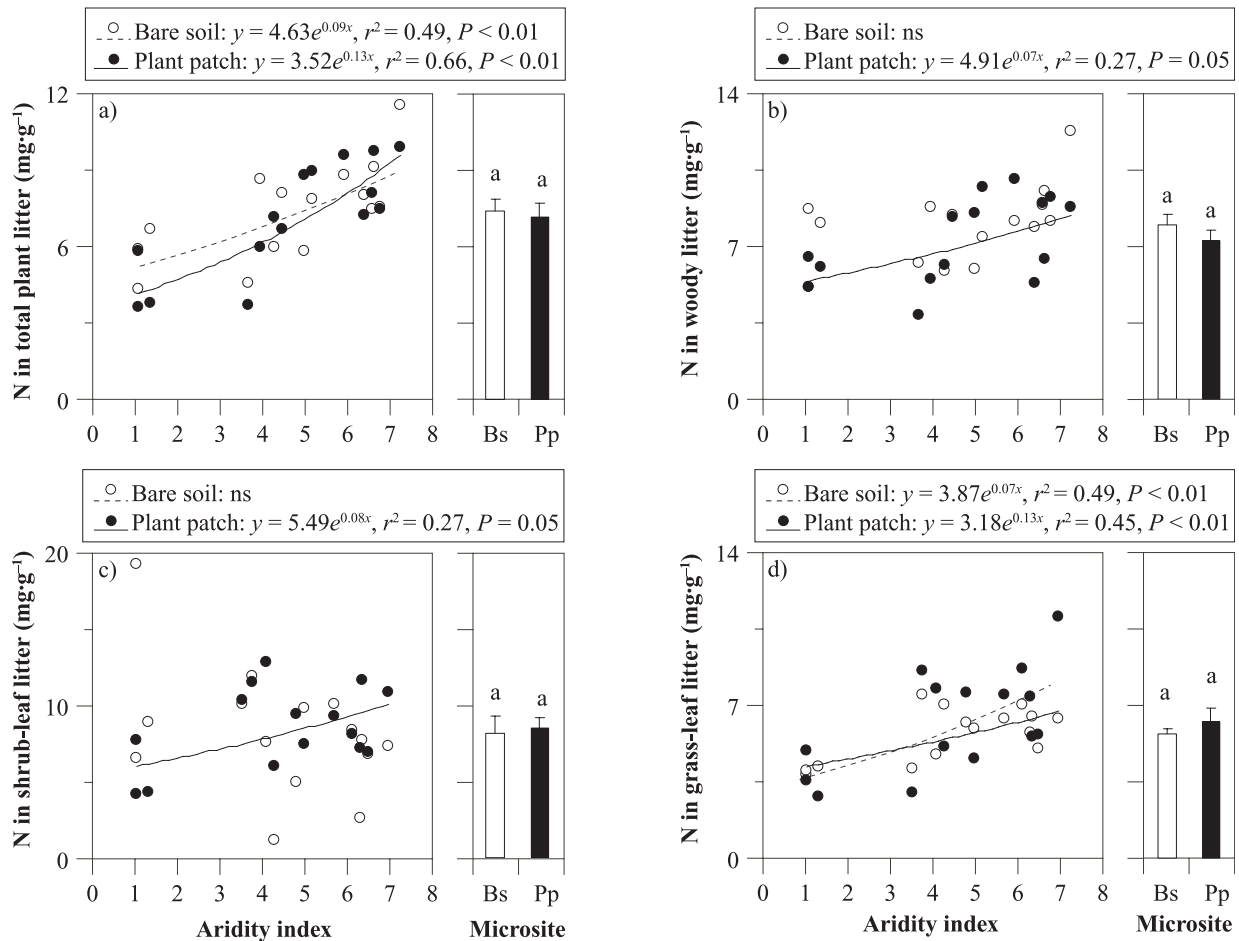 Bare soil: y = 4.63e^0.09x, r² = 0.49, P < 0.01
Plant patch: y = 3.52e^0.13x, r² = 0.66, P < 0.01
a)
N in total plant litter (mg·g⁻¹)
12
6
0
0 1 2 3 4 5 6 7 8
a a
Bs Pp
Bare soil: ns
Plant patch: y = 4.91e^0.07x, r² = 0.27, P = 0.05
b)
N in woody litter (mg·g⁻¹)
14
7
0
0 1 2 3 4 5 6 7 8
a a
Bs Pp
Bare soil: ns
Plant patch: y = 5.49e^0.08x, r² = 0.27, P = 0.05
c)
N in shrub-leaf litter (mg·g⁻¹)
20
10
0
0 1 2 3 4 5 6 7 8
Aridity index
a a
Bs Pp
Microsite
Bare soil: y = 3.87e^0.07x, r² = 0.49, P < 0.01
Plant patch: y = 3.18e^0.13x, r² = 0.45, P < 0.01
d)
N in grass-leaf litter (mg·g⁻¹)
14
7
0
0 1 2 3 4 5 6 7 8
Aridity index
a a
Bs Pp
Microsite